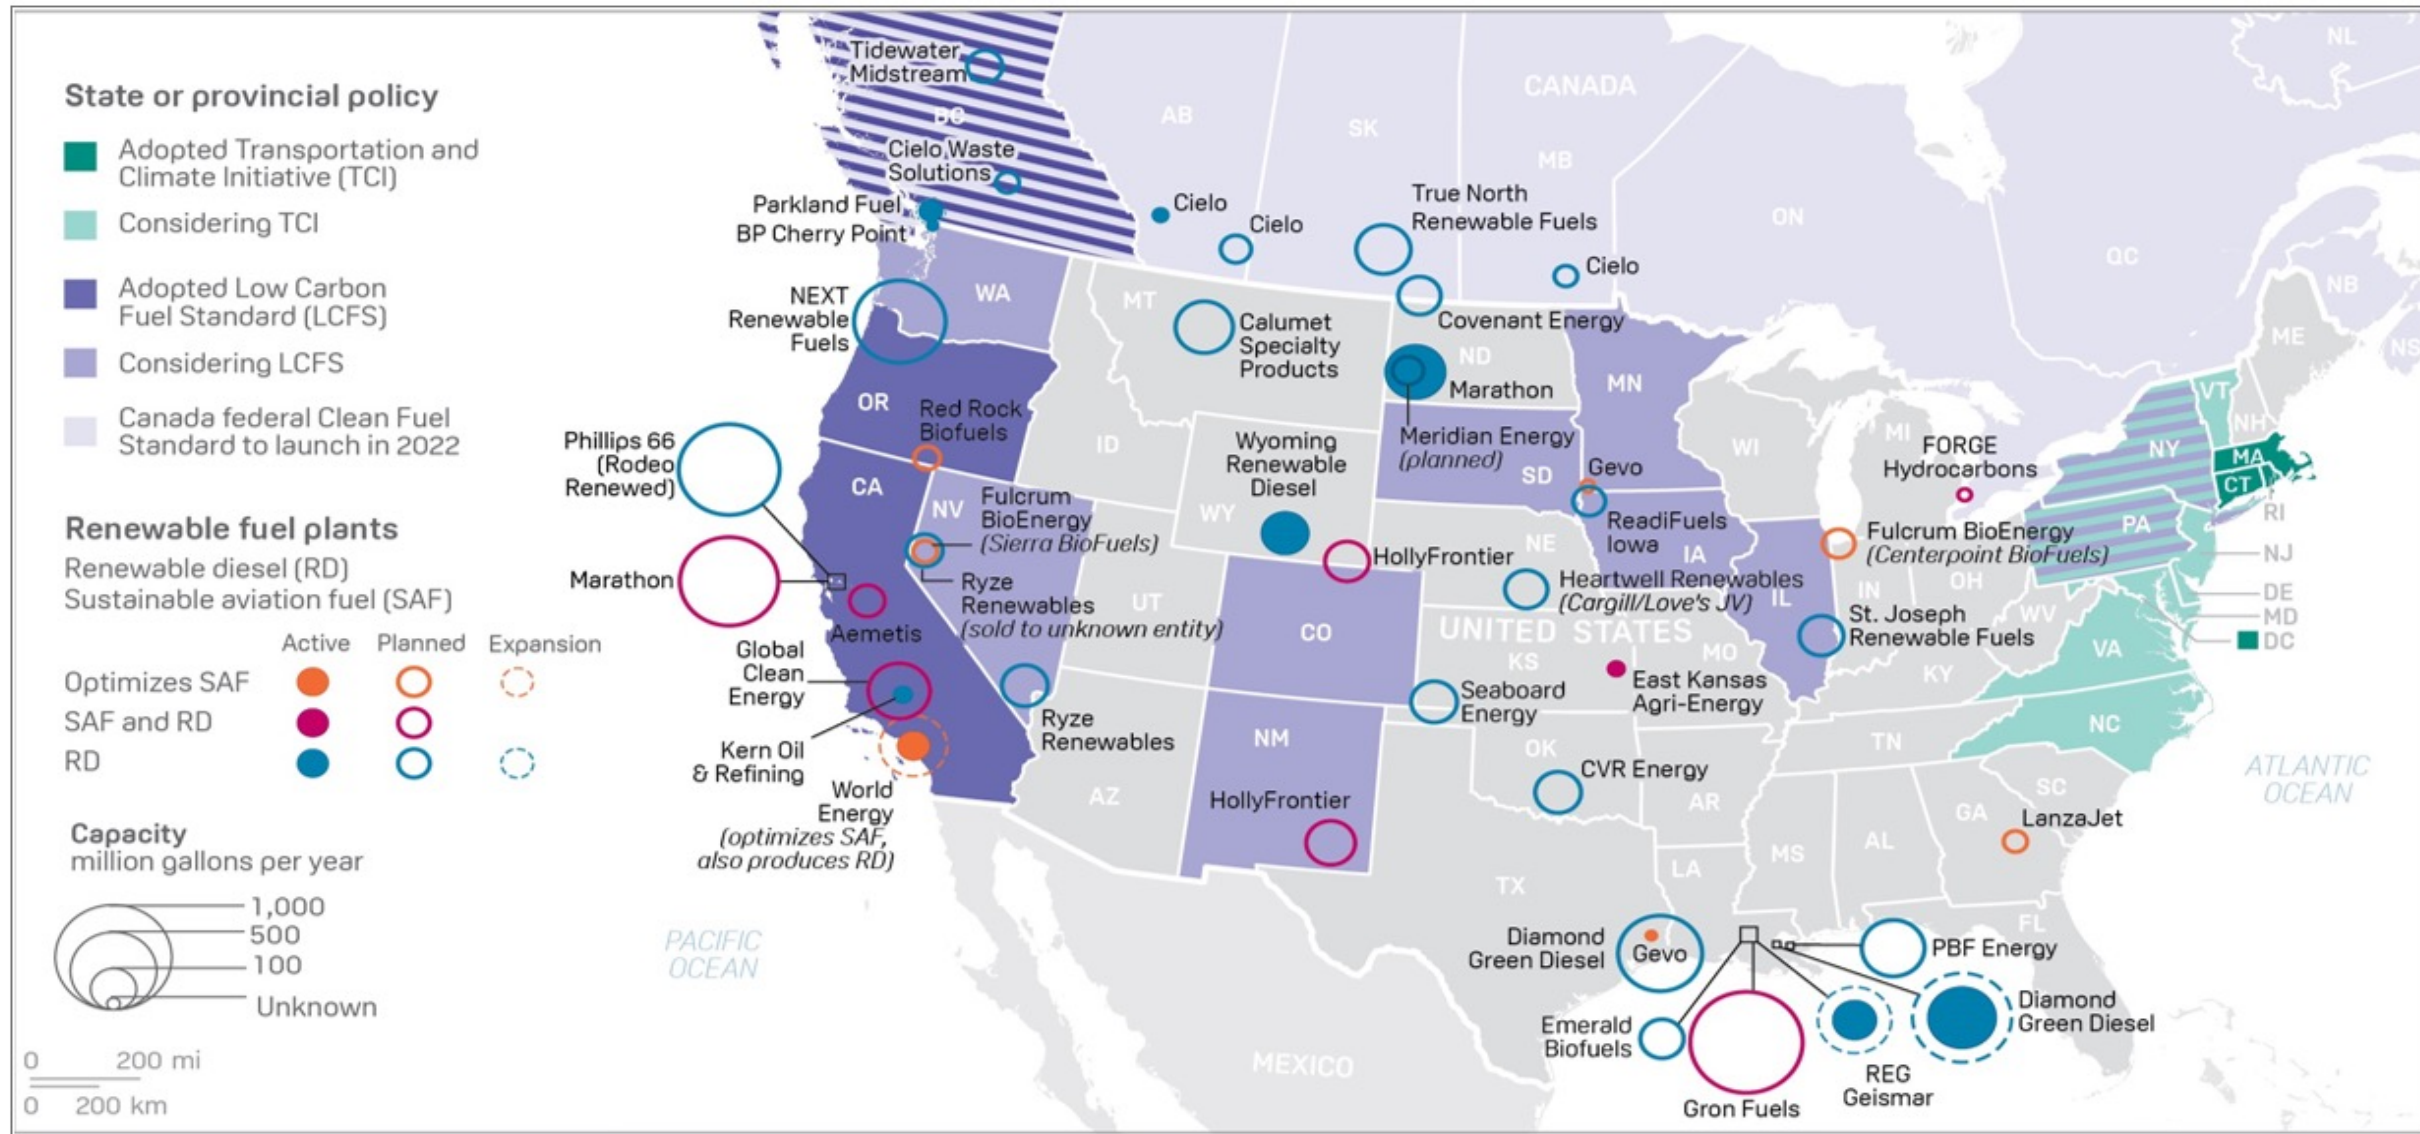 State or provincial policy
Adopted Transportation and
Climate Initiative (TCI)
Considering TCI
Adopted Low Carbon
Fuel Standard (LCFS)
Considering LCFS
Canada federal Clean Fuel
Standard to launch in 2022
Renewable fuel plants
Renewable diesel (RD)
Sustainable aviation fuel (SAF)
Active
Planned
Expansion
Optimizes SAF
SAF and RD
RD
Capacity
million gallons per year
1,000
500
100
Unknown
0 200 mi
0 200 km
Tidewater
Midstream
BC
Cielo Waste
Solutions
Parkland Fuel
BP Cherry Point
AB
SK
CANADA
MB
ON
QC
NL
NB
NS
Cielo
Cielo
True North
Renewable Fuels
Cielo
Covenant Energy
NEXT
Renewable
Fuels
WA
MT
Calumet
Specialty
Products
ND
Marathon
MN
OR
Red Rock
Biofuels
ID
Wyoming
Renewable
Diesel
WY
Meridian Energy
(planned)
SD
Gevo
ReadiFuels
Iowa
IA
WI
MI
FORGE
Hydrocarbons
NY
VT
NH
ME
MA
CT
RI
NJ
DE
MD
DC
PA
Phillips 66
(Rodeo
Renewed)
CA
NV
Fulcrum
BioEnergy
(Sierra BioFuels)
Marathon
Ryze
Renewables
(sold to unknown entity)
UT
Aemetis
Global
Clean
Energy
Kern Oil
& Refining
World
Energy
(optimizes SAF,
also produces RD)
Ryze
Renewables
AZ
CO
HollyFrontier
NE
Heartwell Renewables
(Cargill/Love's JV)
UNITED STATES
KS
MO
East Kansas
Agri-Energy
Seaboard
Energy
IL
IN
OH
Fulcrum BioEnergy
(Centerpoint BioFuels)
St. Joseph
Renewable Fuels
WV
KY
VA
NC
TN
SC
NM
HollyFrontier
OK
CVR Energy
AR
TX
LA
MS
AL
GA
LanzaJet
FL
Diamond
Green Diesel
Gevo
PBF Energy
Emerald
Biofuels
Gron Fuels
REG
Geismar
Diamond
Green Diesel
PACIFIC
OCEAN
MEXICO
ATLANTIC
OCEAN